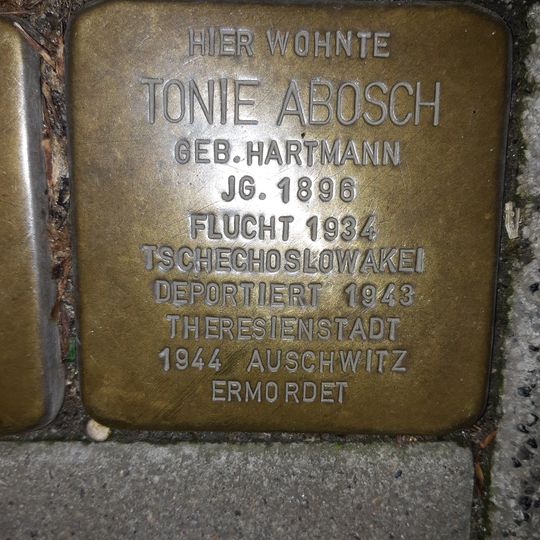 HIER WOHNTE
TONIE ABOSCH
GEB. HARTMANN
JG. 1896
FLUCHT 1934
TSCHECHOSLOWAKEI
DEPORTIERT 1943
THERESIENSTADT
1944 AUSCHWITZ
ERMORDET